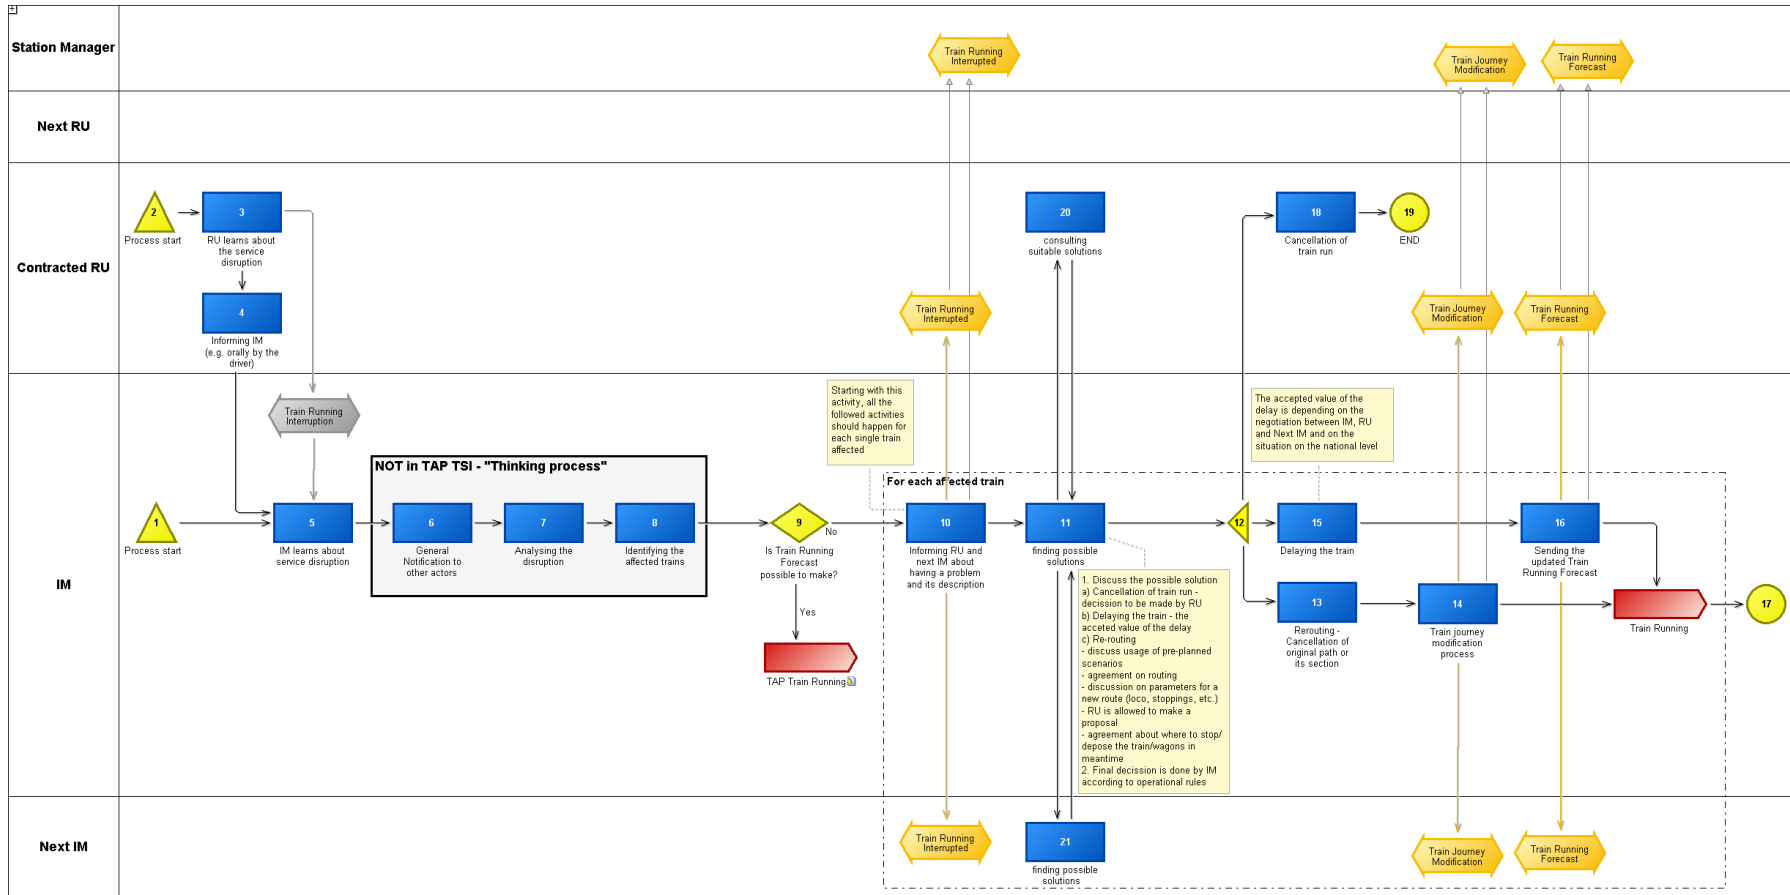 Station Manager
Train Running
Interrupted
Train Journey
Modification
Train Running
Forecast
Next RU
Contracted RU
2
Process start
3
RU learns about
the service
disruption
4
Informing IM
(e.g. orally by the
driver)
20
consulting
suitable solutions
18
Cancellation of
train run
19
END
Train Running
Interrupted
Train Journey
Modification
Train Running
Forecast
IM
Train Running
Interruption
1
Process start
5
IM learns about
service disruption
NOT in TAP TSI - "Thinking process"
6
General
Notification to
other actors
7
Analysing the
disruption
8
Identifying the
affected trains
9
No
Is Train Running
Forecast
possible to make?
Yes
TAP Train Running
Starting with this
activity, all the
followed activities
should happen for
each single train
affected
For each affected train
10
Informing RU and
next IM about
having a problem
and its description
11
finding possible
solutions
1. Discuss the possible solution
a) Cancellation of train run -
decission to be made by RU
b) Delaying the train - the
acceted value of the delay
c) Re-routing
- discuss usage of pre-planned
scenarios
- agreement on routing
- discussion on parameters for a
new route (loco, stoppings, etc.)
- RU is allowed to make a
proposal
- agreement about where to stop/
depose the train/wagons in
meantime
2. Final decission is done by IM
according to operational rules
The accepted value of the
delay is depending on the
negotiation between IM, RU
and Next IM and on the
situation on the national level
12
15
Delaying the train
13
Rerouting -
Cancellation of
original path or
its section
14
Train journey
modification
process
16
Sending the
updated Train
Running Forecast
Train Running
17
Next IM
Train Running
Interrupted
21
finding possible
solutions
Train Journey
Modification
Train Running
Forecast